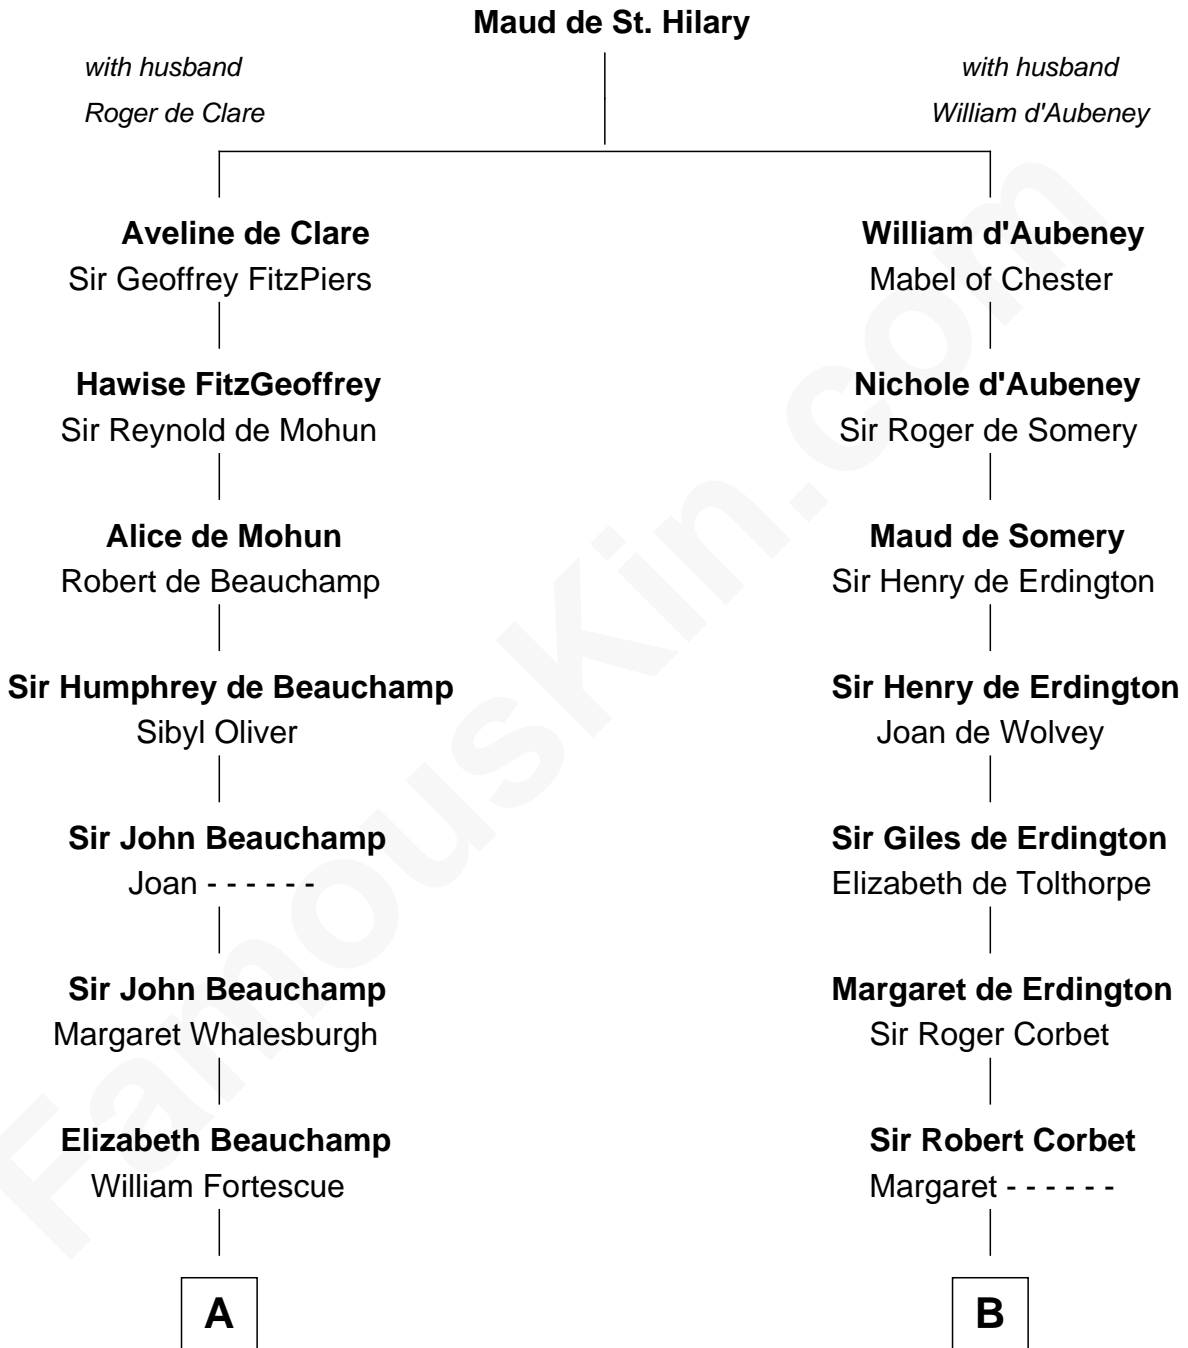 Maud de St. Hilary
with husband
Roger de Clare
with husband
William d'Aubeney
Aveline de Clare
Sir Geoffrey FitzPiers
William d'Aubeney
Mabel of Chester
Hawise FitzGeoffrey
Sir Reynold de Mohun
Nichole d'Aubeney
Sir Roger de Somery
Alice de Mohun
Robert de Beauchamp
Maud de Somery
Sir Henry de Erdington
Sir Humphrey de Beauchamp
Sibyl Oliver
Sir Henry de Erdington
Joan de Wolvey
Sir John Beauchamp
Joan - - - - - -
Sir Giles de Erdington
Elizabeth de Tolthorpe
Sir John Beauchamp
Margaret Whalesburgh
Margaret de Erdington
Sir Roger Corbet
Elizabeth Beauchamp
William Fortescue
Sir Robert Corbet
Margaret - - - - - -
A
B
FamousKin.com